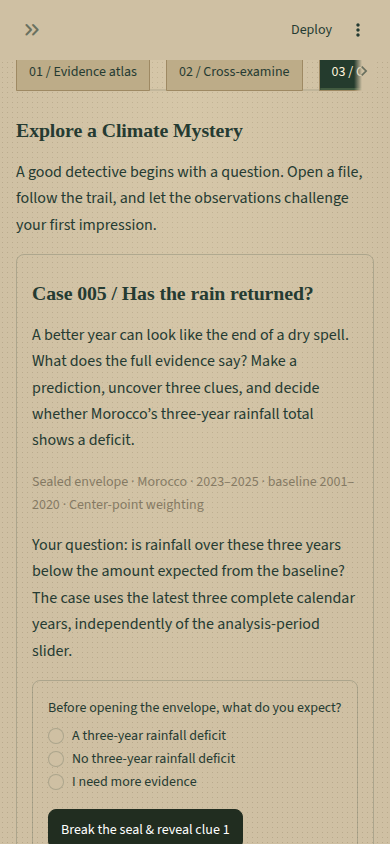 Deploy
01 / Evidence atlas
02 / Cross-examine
03 /
Explore a Climate Mystery
A good detective begins with a question. Open a file,
follow the trail, and let the observations challenge
your first impression.
Case 005 / Has the rain returned?
A better year can look like the end of a dry spell.
What does the full evidence say? Make a
prediction, uncover three clues, and decide
whether Morocco’s three-year rainfall total
shows a deficit.
Sealed envelope · Morocco · 2023–2025 · baseline 2001–
2020 · Center-point weighting
Your question: is rainfall over these three years
below the amount expected from the baseline?
The case uses the latest three complete calendar
years, independently of the analysis-period
slider.
Before opening the envelope, what do you expect?
A three-year rainfall deficit
No three-year rainfall deficit
I need more evidence
Break the seal & reveal clue 1